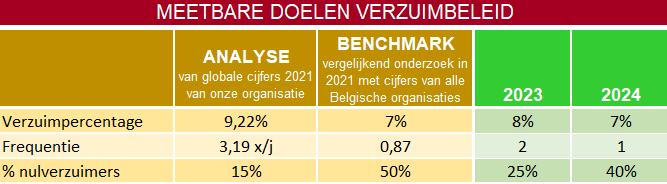 MEETBARE DOELEN VERZUIMBELEID
ANALYSE
van globale cijfers 2021
van onze organisatie
BENCHMARK
vergelijkend onderzoek in
2021 met cijfers van alle
Belgische organisaties
2023
2024
Verzuimpercentage 9,22% 7% 8% 7%
Frequentie 3,19 x/j 0,87 2 1
% nulverzuimers 15% 50% 25% 40%